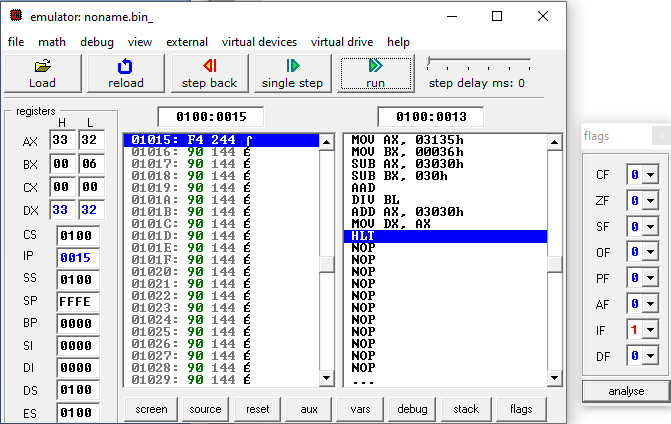 emulator: noname.bin_
file math debug view external virtual devices virtual drive help
Load reload step back single step run step delay ms: 0
registers
H L
AX 33 32
BX 00 06
CX 00 00
DX 33 32
CS 0100
IP 0015
SS 0100
SP FFFE
BP 0000
SI 0000
DI 0000
DS 0100
ES 0100
0100:0015
01015: F4 244 ⌠
01016: 90 144 É
01017: 90 144 É
01018: 90 144 É
01019: 90 144 É
0101A: 90 144 É
0101B: 90 144 É
0101C: 90 144 É
0101D: 90 144 É
0101E: 90 144 É
0101F: 90 144 É
01020: 90 144 É
01021: 90 144 É
01022: 90 144 É
01023: 90 144 É
01024: 90 144 É
01025: 90 144 É
01026: 90 144 É
01027: 90 144 É
01028: 90 144 É
01029: 90 144 É
0100:0013
MOV AX, 03135h
MOV BX, 00036h
SUB AX, 03030h
SUB BX, 030h
AAD
DIV BL
ADD AX, 03030h
MOV DX, AX
HLT
NOP
NOP
NOP
NOP
NOP
NOP
NOP
NOP
NOP
NOP
NOP
...
screen source reset aux vars debug stack flags
flags
CF 0
ZF 0
SF 0
OF 0
PF 0
AF 0
IF 1
DF 0
analyse